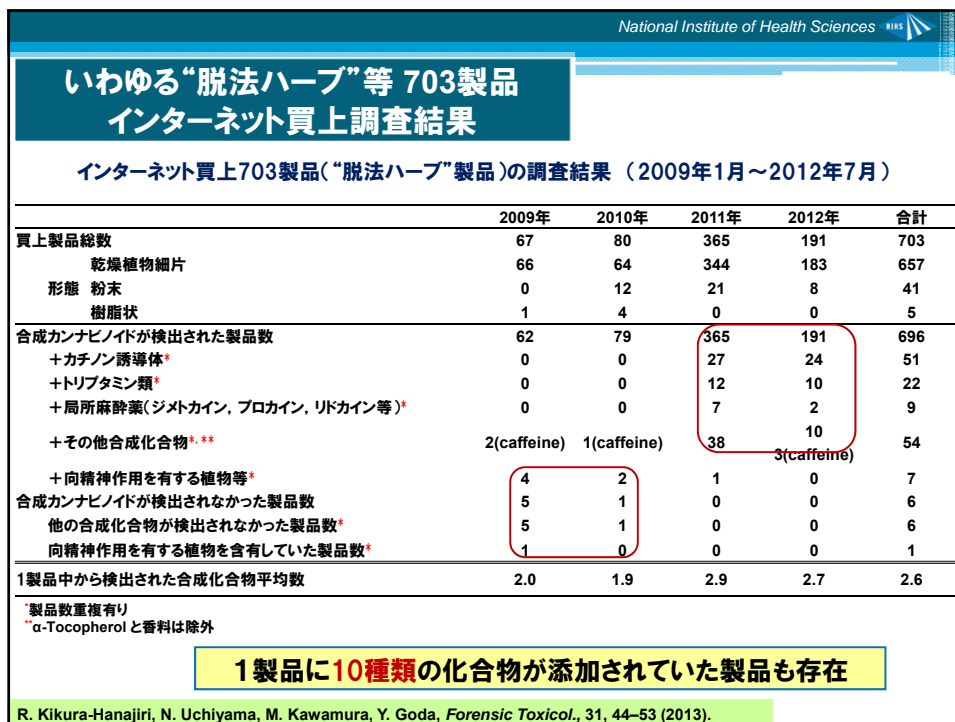 National Institute of Health Sciences NIHS
いわゆる“脱法ハーブ”等 703製品
インターネット買上調査結果
インターネット買上703製品(“脱法ハーブ”製品)の調査結果 (2009年1月～2012年7月)
2009年 2010年 2011年 2012年 合計
買上製品総数 67 80 365 191 703
乾燥植物細片 66 64 344 183 657
形態 粉末 0 12 21 8 41
樹脂状 1 4 0 0 5
合成カンナビノイドが検出された製品数 62 79 365 191 696
+カチノン誘導体* 0 0 27 24 51
+トリプタミン類* 0 0 12 10 22
+局所麻酔薬(ジメトカイン, プロカイン, リドカイン等)* 0 0 7 2 9
+その他合成化合物*, ** 2(caffeine) 1(caffeine) 38 10 3(caffeine) 54
+向精神作用を有する植物等* 4 2 1 0 7
合成カンナビノイドが検出されなかった製品数 5 1 0 0 6
他の合成化合物が検出されなかった製品数* 5 1 0 0 6
向精神作用を有する植物を含有していた製品数* 1 0 0 0 1
1製品中から検出された合成化合物平均数 2.0 1.9 2.9 2.7 2.6
*製品数重複有り
**α-Tocopherol と香料は除外
1製品に10種類の化合物が添加されていた製品も存在
R. Kikura-Hanajiri, N. Uchiyama, M. Kawamura, Y. Goda, Forensic Toxicol., 31, 44–53 (2013).